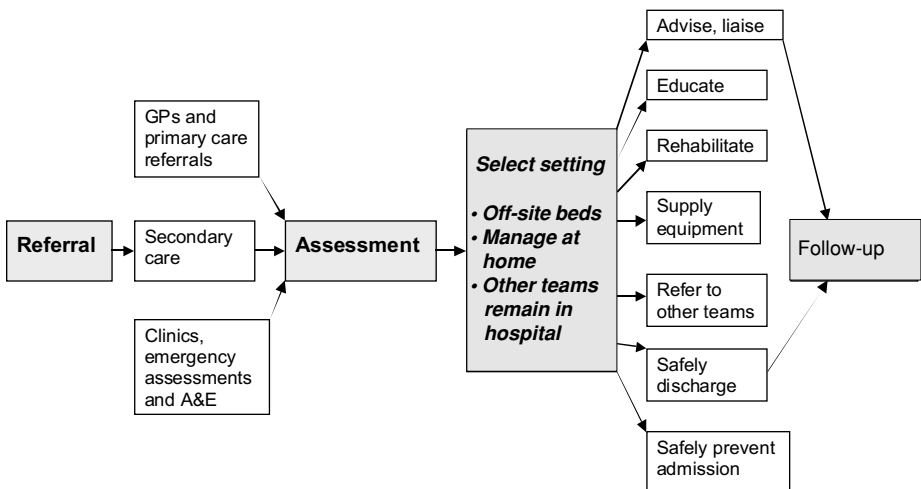 Referral
GPs and
primary care
referrals
Secondary
care
Clinics,
emergency
assessments
and A&E
Assessment
Select setting
• Off-site beds
• Manage at
home
• Other teams
remain in
hospital
Advise, liaise
Educate
Rehabilitate
Supply
equipment
Refer to
other teams
Safely
discharge
Safely prevent
admission
Follow-up